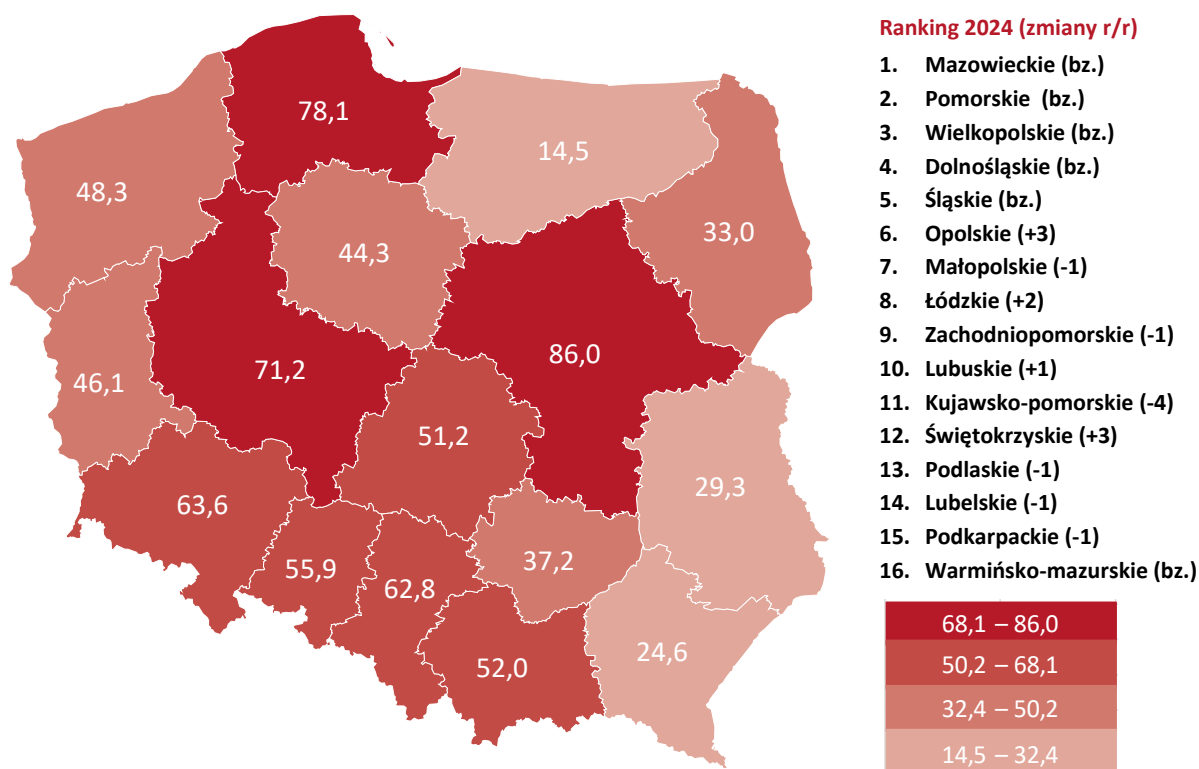 Ranking 2024 (zmiany r/r)
1. Mazowieckie (bz.)
2. Pomorskie (bz.)
3. Wielkopolskie (bz.)
4. Dolnośląskie (bz.)
5. Śląskie (bz.)
6. Opolskie (+3)
7. Małopolskie (-1)
8. Łódzkie (+2)
9. Zachodniopomorskie (-1)
10. Lubuskie (+1)
11. Kujawsko-pomorskie (-4)
12. Świętokrzyskie (+3)
13. Podlaskie (-1)
14. Lubelskie (-1)
15. Podkarpackie (-1)
16. Warmińsko-mazurskie (bz.)
68,1 – 86,0
50,2 – 68,1
32,4 – 50,2
14,5 – 32,4
78,1
14,5
48,3
33,0
44,3
86,0
71,2
46,1
51,2
29,3
63,6
37,2
55,9
62,8
24,6
52,0